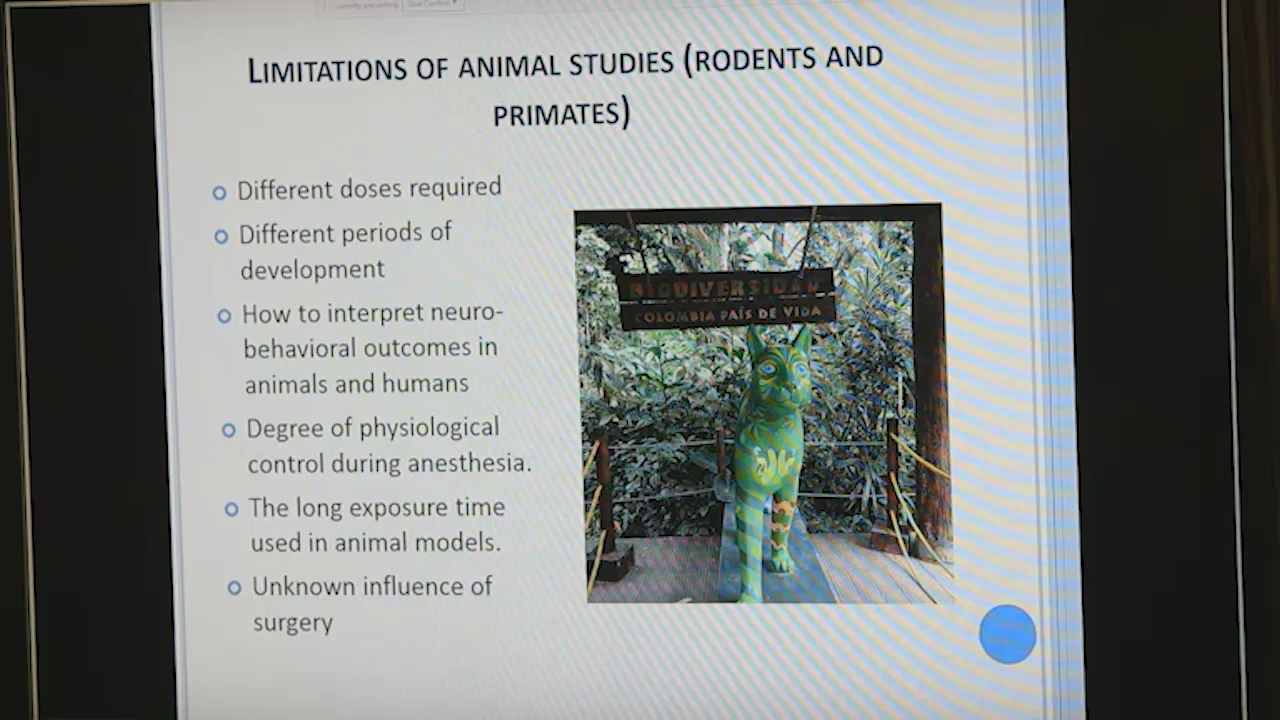 LIMITATIONS OF ANIMAL STUDIES (RODENTS AND
PRIMATES)
Different doses required
Different periods of
development
How to interpret neuro-
behavioral outcomes in
animals and humans
Degree of physiological
control during anesthesia.
The long exposure time
used in animal models.
Unknown influence of
surgery
BIODIVERSIDAD
COLOMBIA PAÍS DE VIDA